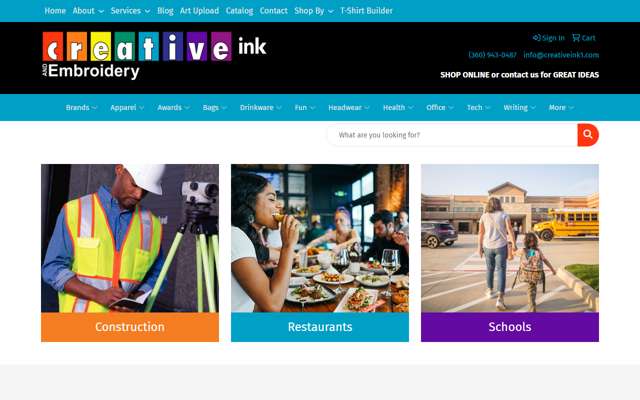 Home About Services Blog Art Upload Catalog Contact Shop By T-Shirt Builder
creative ink
AND Embroidery
Sign In Cart
(360) 943-0487 info@creativeink1.com
SHOP ONLINE or contact us for GREAT IDEAS
Brands Apparel Awards Bags Drinkware Fun Headwear Health Office Tech Writing More
What are you looking for?
Construction
Restaurants
Schools